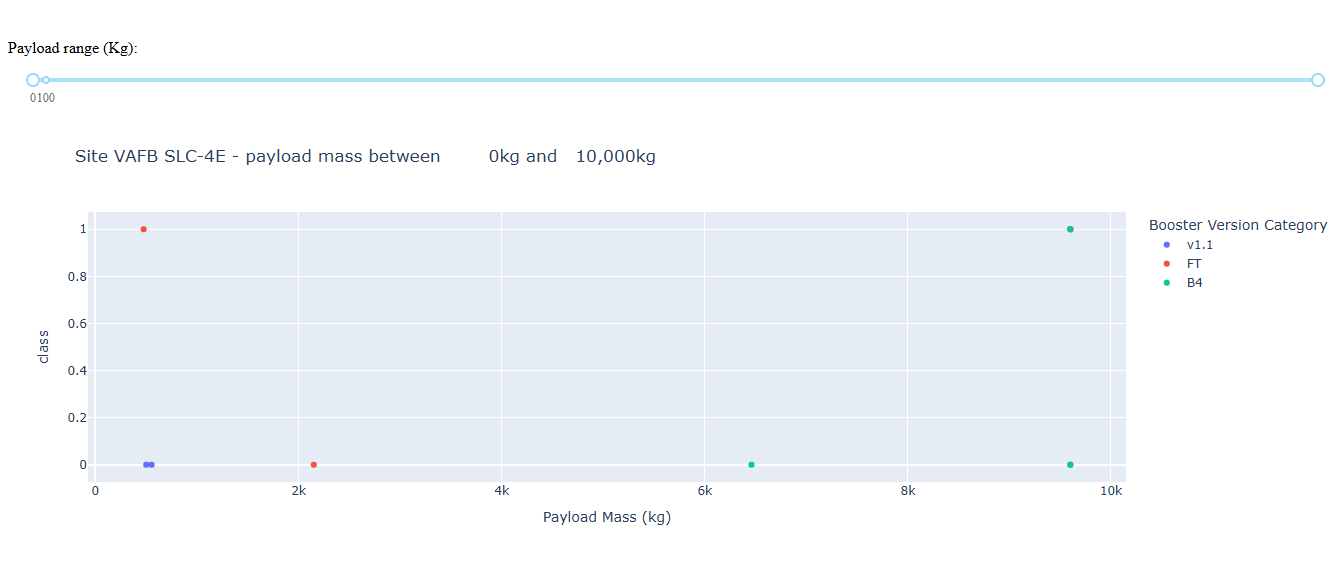 Payload range (Kg):
0100
Site VAFB SLC-4E - payload mass between 0kg and 10,000kg
Booster Version Category
v1.1
FT
B4
1
0.8
0.6
0.4
0.2
0
class
0 2k 4k 6k 8k 10k
Payload Mass (kg)